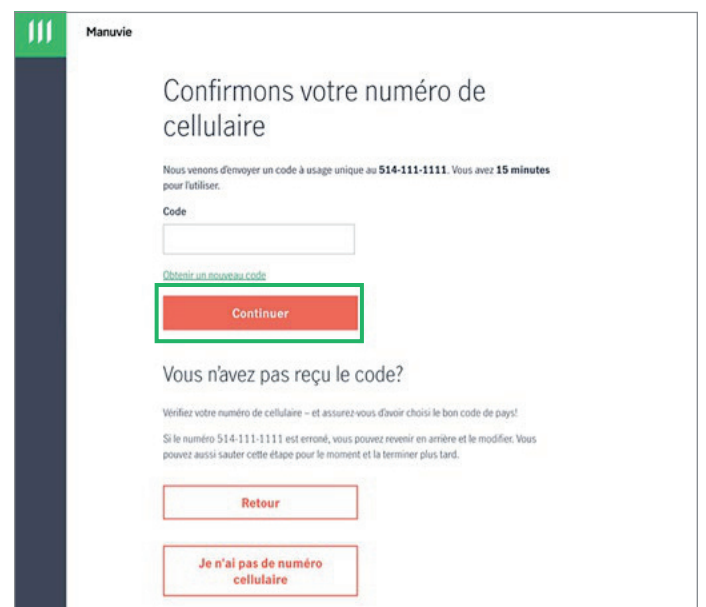 Manuvie
Confirmons votre numéro de
cellulaire
Nous venons d'envoyer un code à usage unique au 514-111-1111. Vous avez 15 minutes
pour l'utiliser.
Code
Obtenir un nouveau code
Continuer
Vous n'avez pas reçu le code?
Vérifiez votre numéro de cellulaire – et assurez-vous d'avoir choisi le bon code de pays!
Si le numéro 514-111-1111 est erroné, vous pouvez revenir en arrière et le modifier. Vous
pouvez aussi sauter cette étape pour le moment et la terminer plus tard.
Retour
Je n'ai pas de numéro
cellulaire